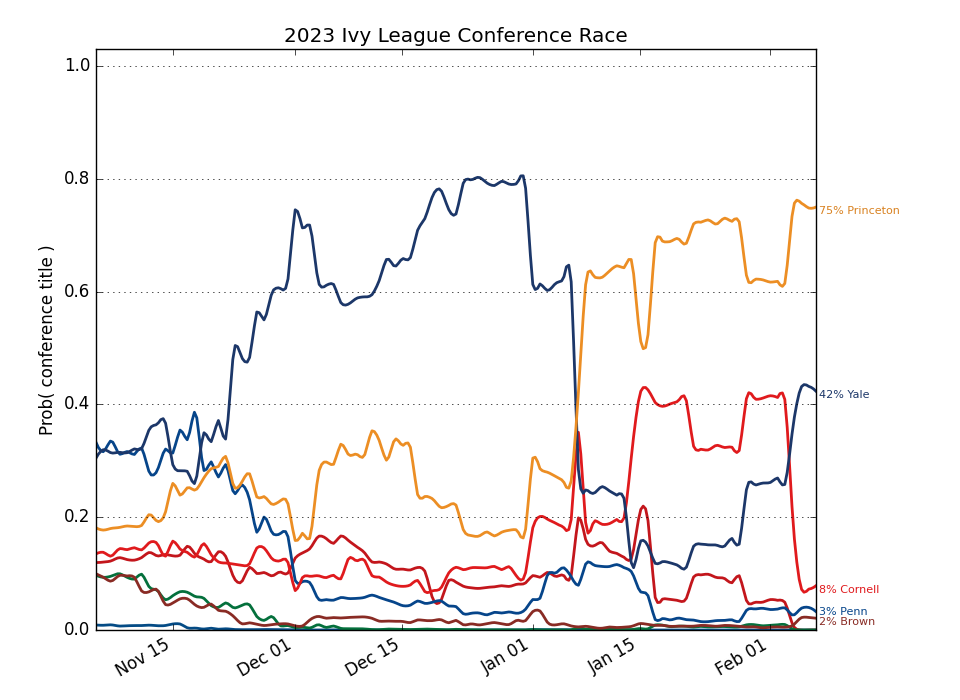 2023 Ivy League Conference Race
Prob( conference title )
1.0
0.8
0.6
0.4
0.2
0.0
75% Princeton
42% Yale
8% Cornell
3% Penn
2% Brown
Nov 15
Dec 01
Dec 15
Jan 01
Jan 15
Feb 01